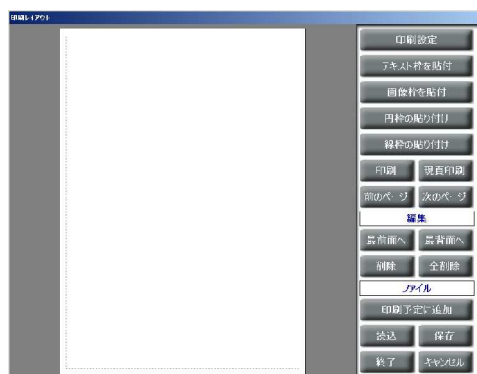 印刷レイアウト
印刷設定
テキスト枠を貼付
画像枠を貼付
円枠の貼り付け
線枠の貼り付け
印刷 現頁印刷
前のページ 次のページ
編集
最前面へ 最背面へ
削除 全削除
ファイル
印刷予定に追加
読込 保存
終了 キャンセル